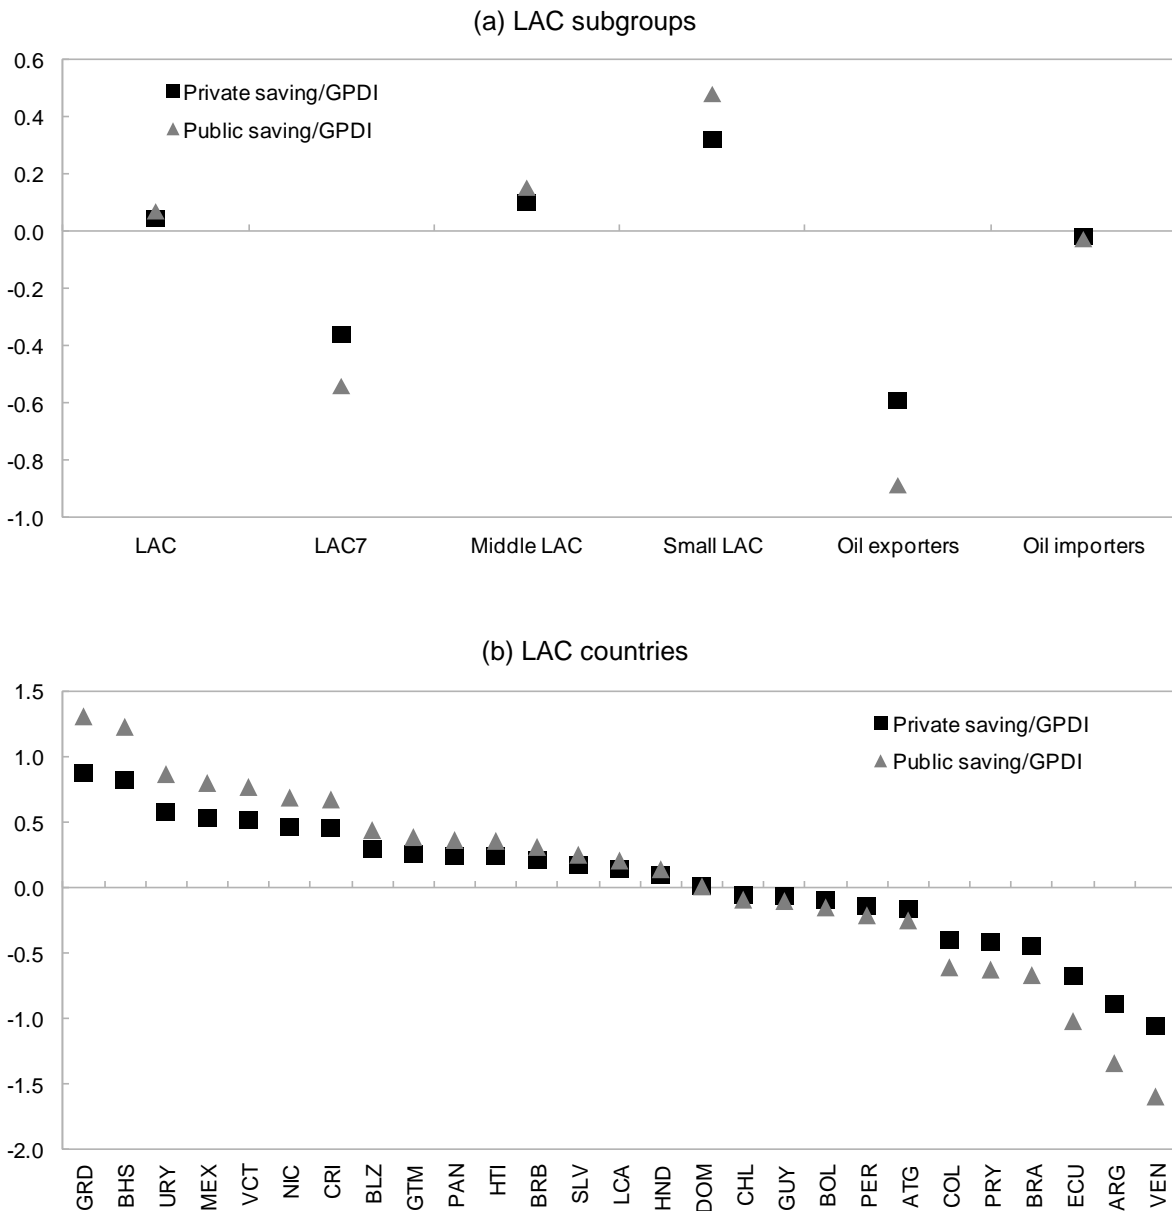 (a) LAC subgroups
0.6
Private saving/GPDI
0.4
Public saving/GPDI
0.2
0.0
-0.2
-0.4
-0.6
-0.8
-1.0
LAC LAC7 Middle LAC Small LAC Oil exporters Oil importers
(b) LAC countries
1.5
Private saving/GPDI
Public saving/GPDI
1.0
0.5
0.0
-0.5
-1.0
-1.5
-2.0
GRD BHS URY MEX VCT NIC CRI BLZ GTM PAN HTI BRB SLV LCA HND DOM CHL GUY BOL PER ATG COL PRY BRA ECU ARG VEN